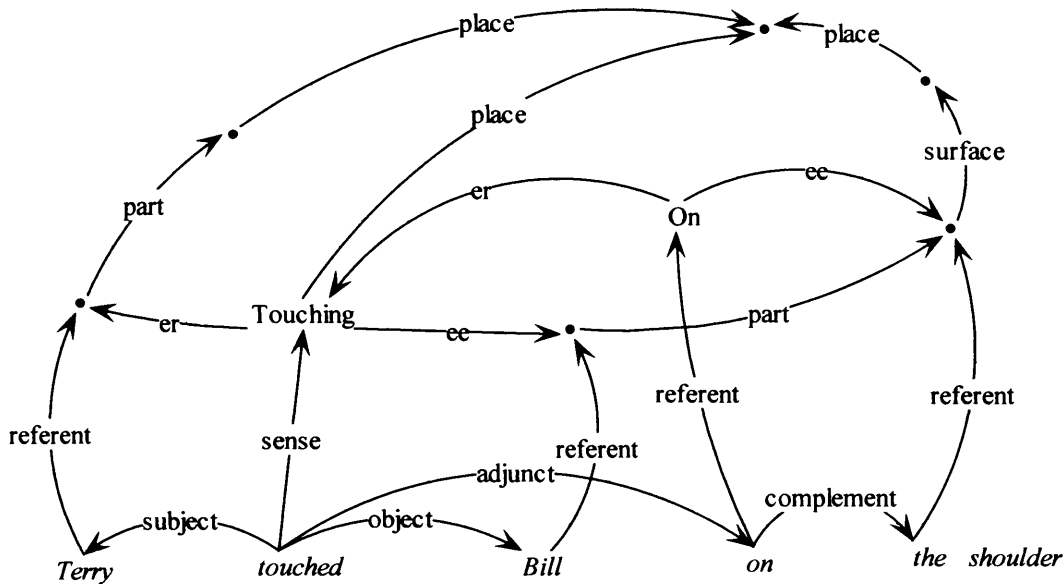 place
place
place
surface
part
er
ee
On
er
Touching
ee
part
referent
sense
referent
referent
referent
adjunct
complement
subject
object
Terry
touched
Bill
on
the shoulder